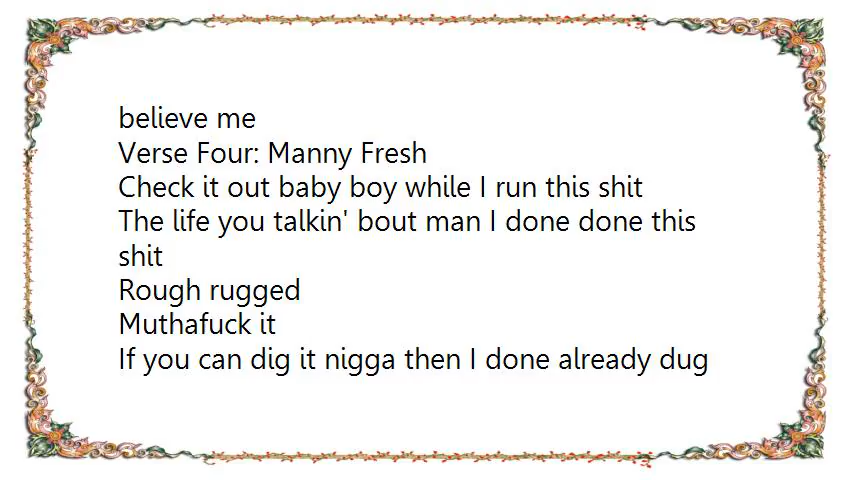 believe me
Verse Four: Manny Fresh
Check it out baby boy while I run this shit
The life you talkin' bout man I done done this
shit
Rough rugged
Muthafuck it
If you can dig it nigga then I done already dug